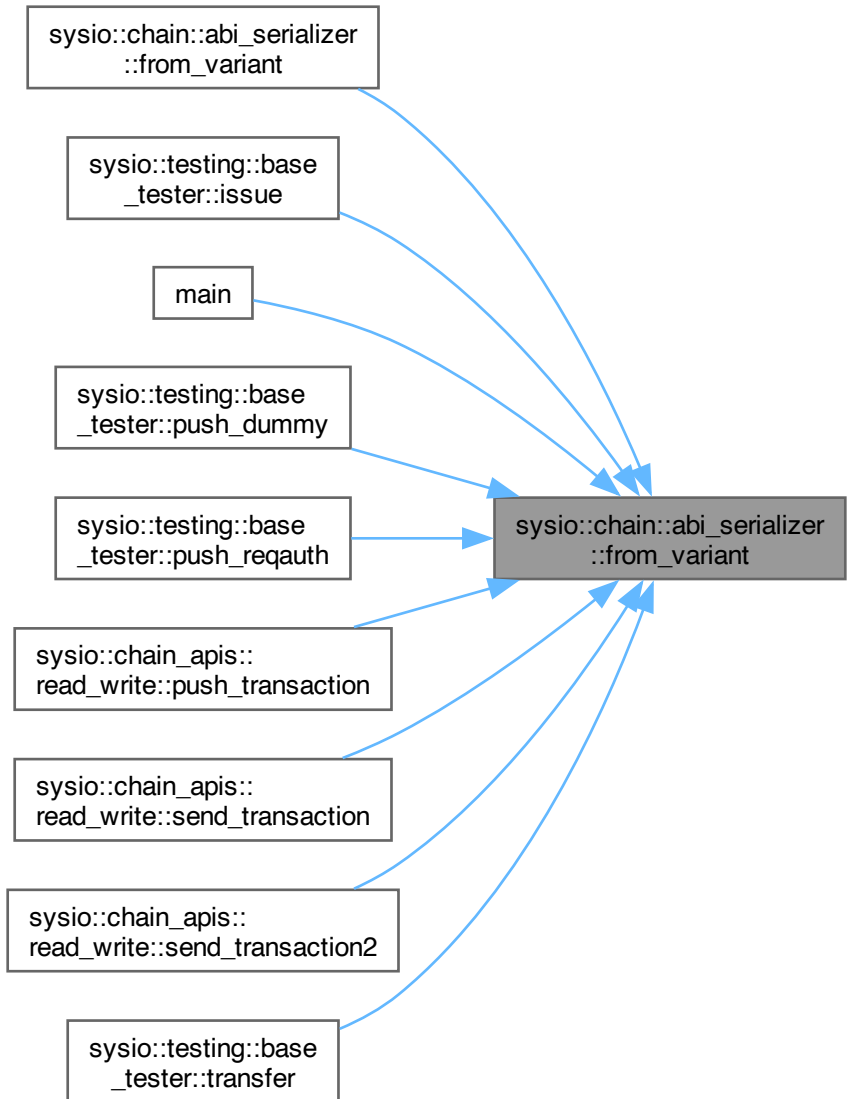 sysio::chain::abi_serializer
::from_variant
sysio::testing::base
_tester::issue
main
sysio::testing::base
_tester::push_dummy
sysio::testing::base
_tester::push_reqauth
sysio::chain::abi_serializer
::from_variant
sysio::chain_apis::
read_write::push_transaction
sysio::chain_apis::
read_write::send_transaction
sysio::chain_apis::
read_write::send_transaction2
sysio::testing::base
_tester::transfer